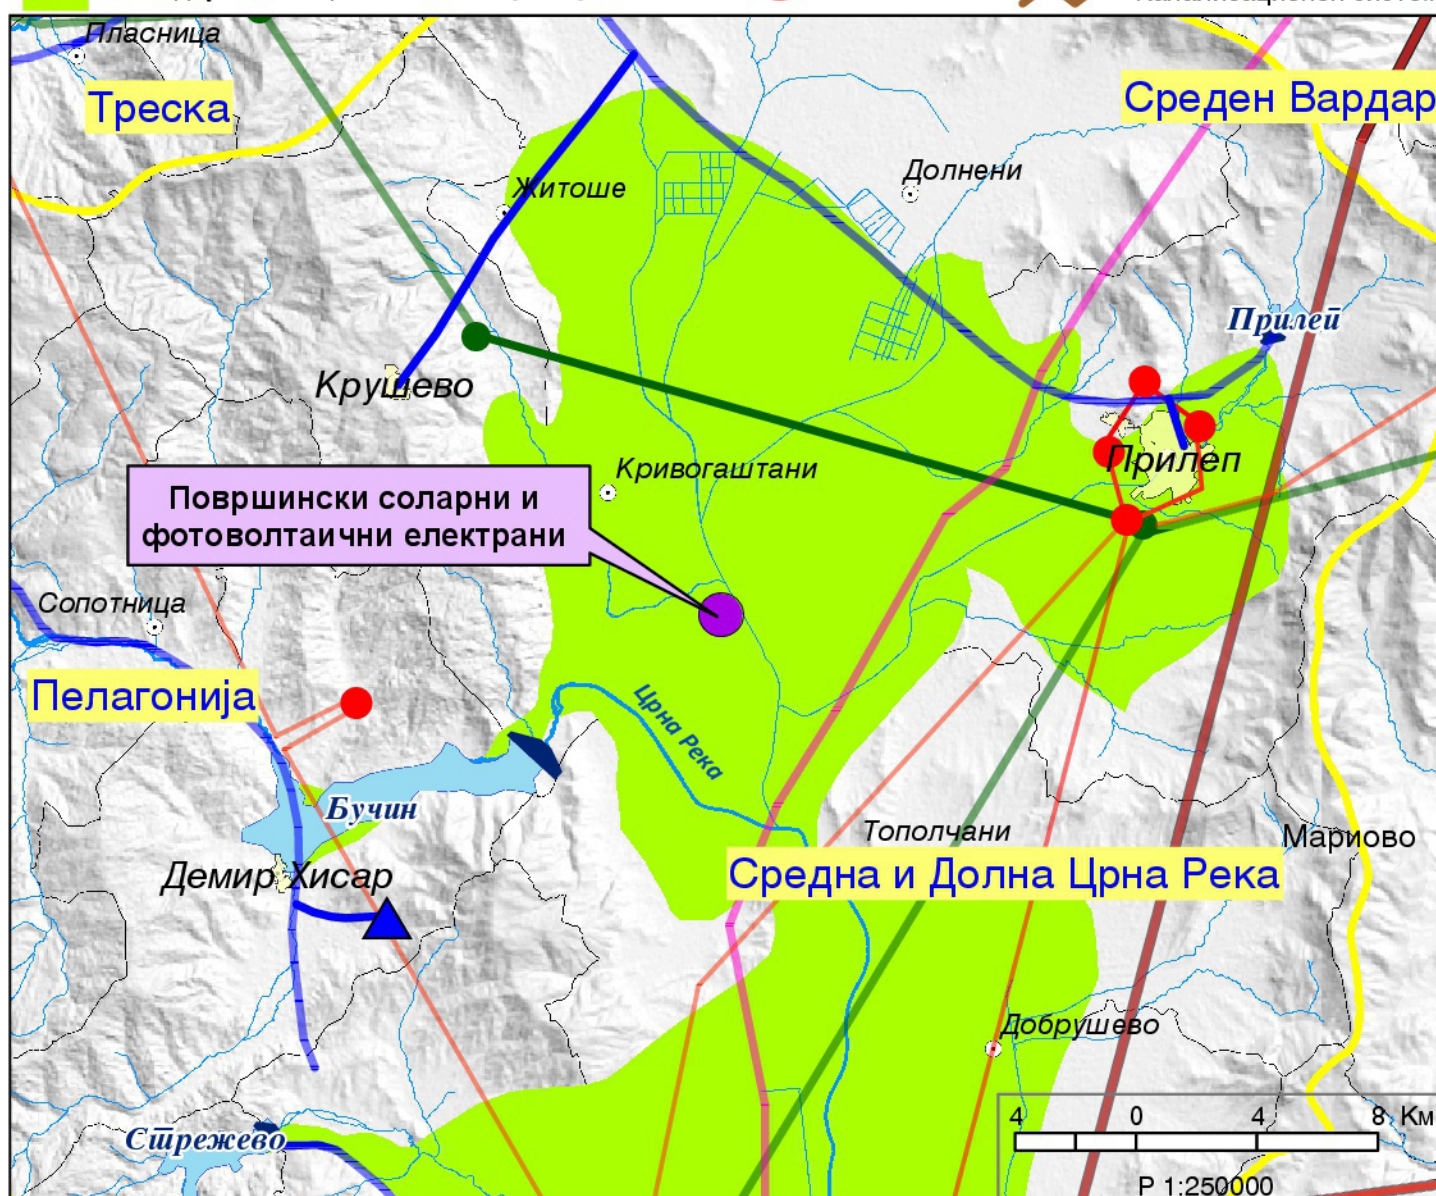 Пласница
Треска
Среден Вардар
Житоше
Долнени
Прилеп
Крушево
Прилеп
Кривогаштани
Површински соларни и
фотоволтаични електрани
Сопотница
Пелагонија
Црна Река
Бучин
Тополчани
Мариово
Демир Хисар
Средна и Долна Црна Река
Добрушево
4 0 4 8 Км
Стрежево
Р 1:250000